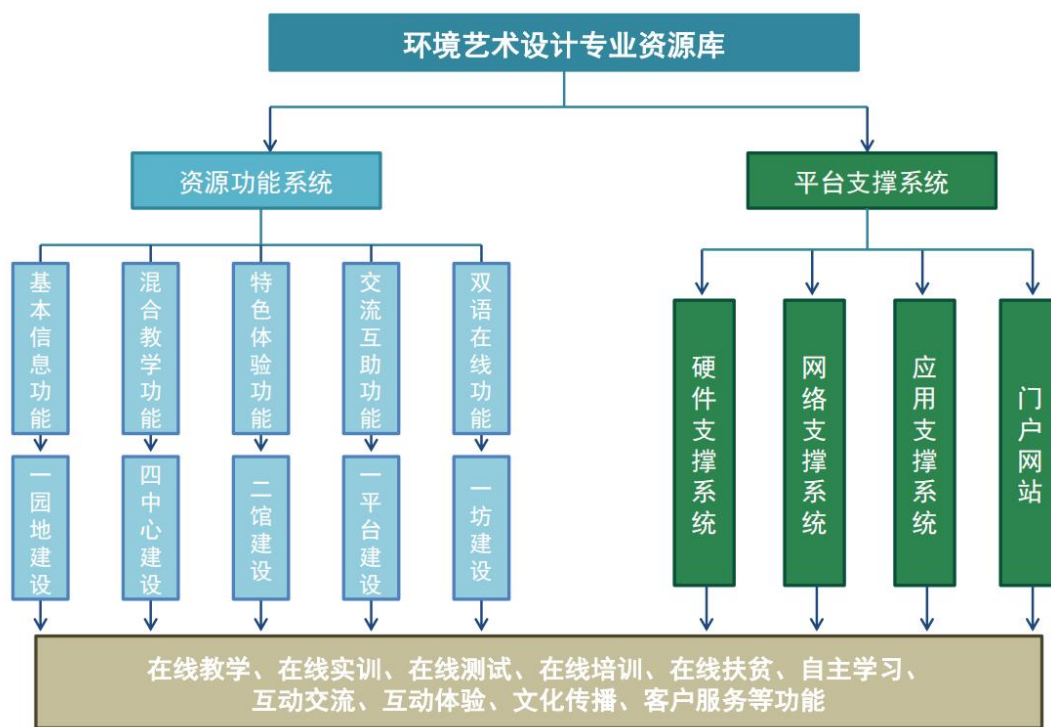 环境艺术设计专业资源库
资源功能系统
平台支撑系统
基本信息功能
混合教学功能
特色体验功能
交流互助功能
双语在线功能
硬件支撑系统
网络支撑系统
应用支撑系统
门户网站
一园地建设
四中心建设
二馆建设
一平台建设
一坊建设
在线教学、在线实训、在线测试、在线培训、在线扶贫、自主学习、
互动交流、互动体验、文化传播、客户服务等功能